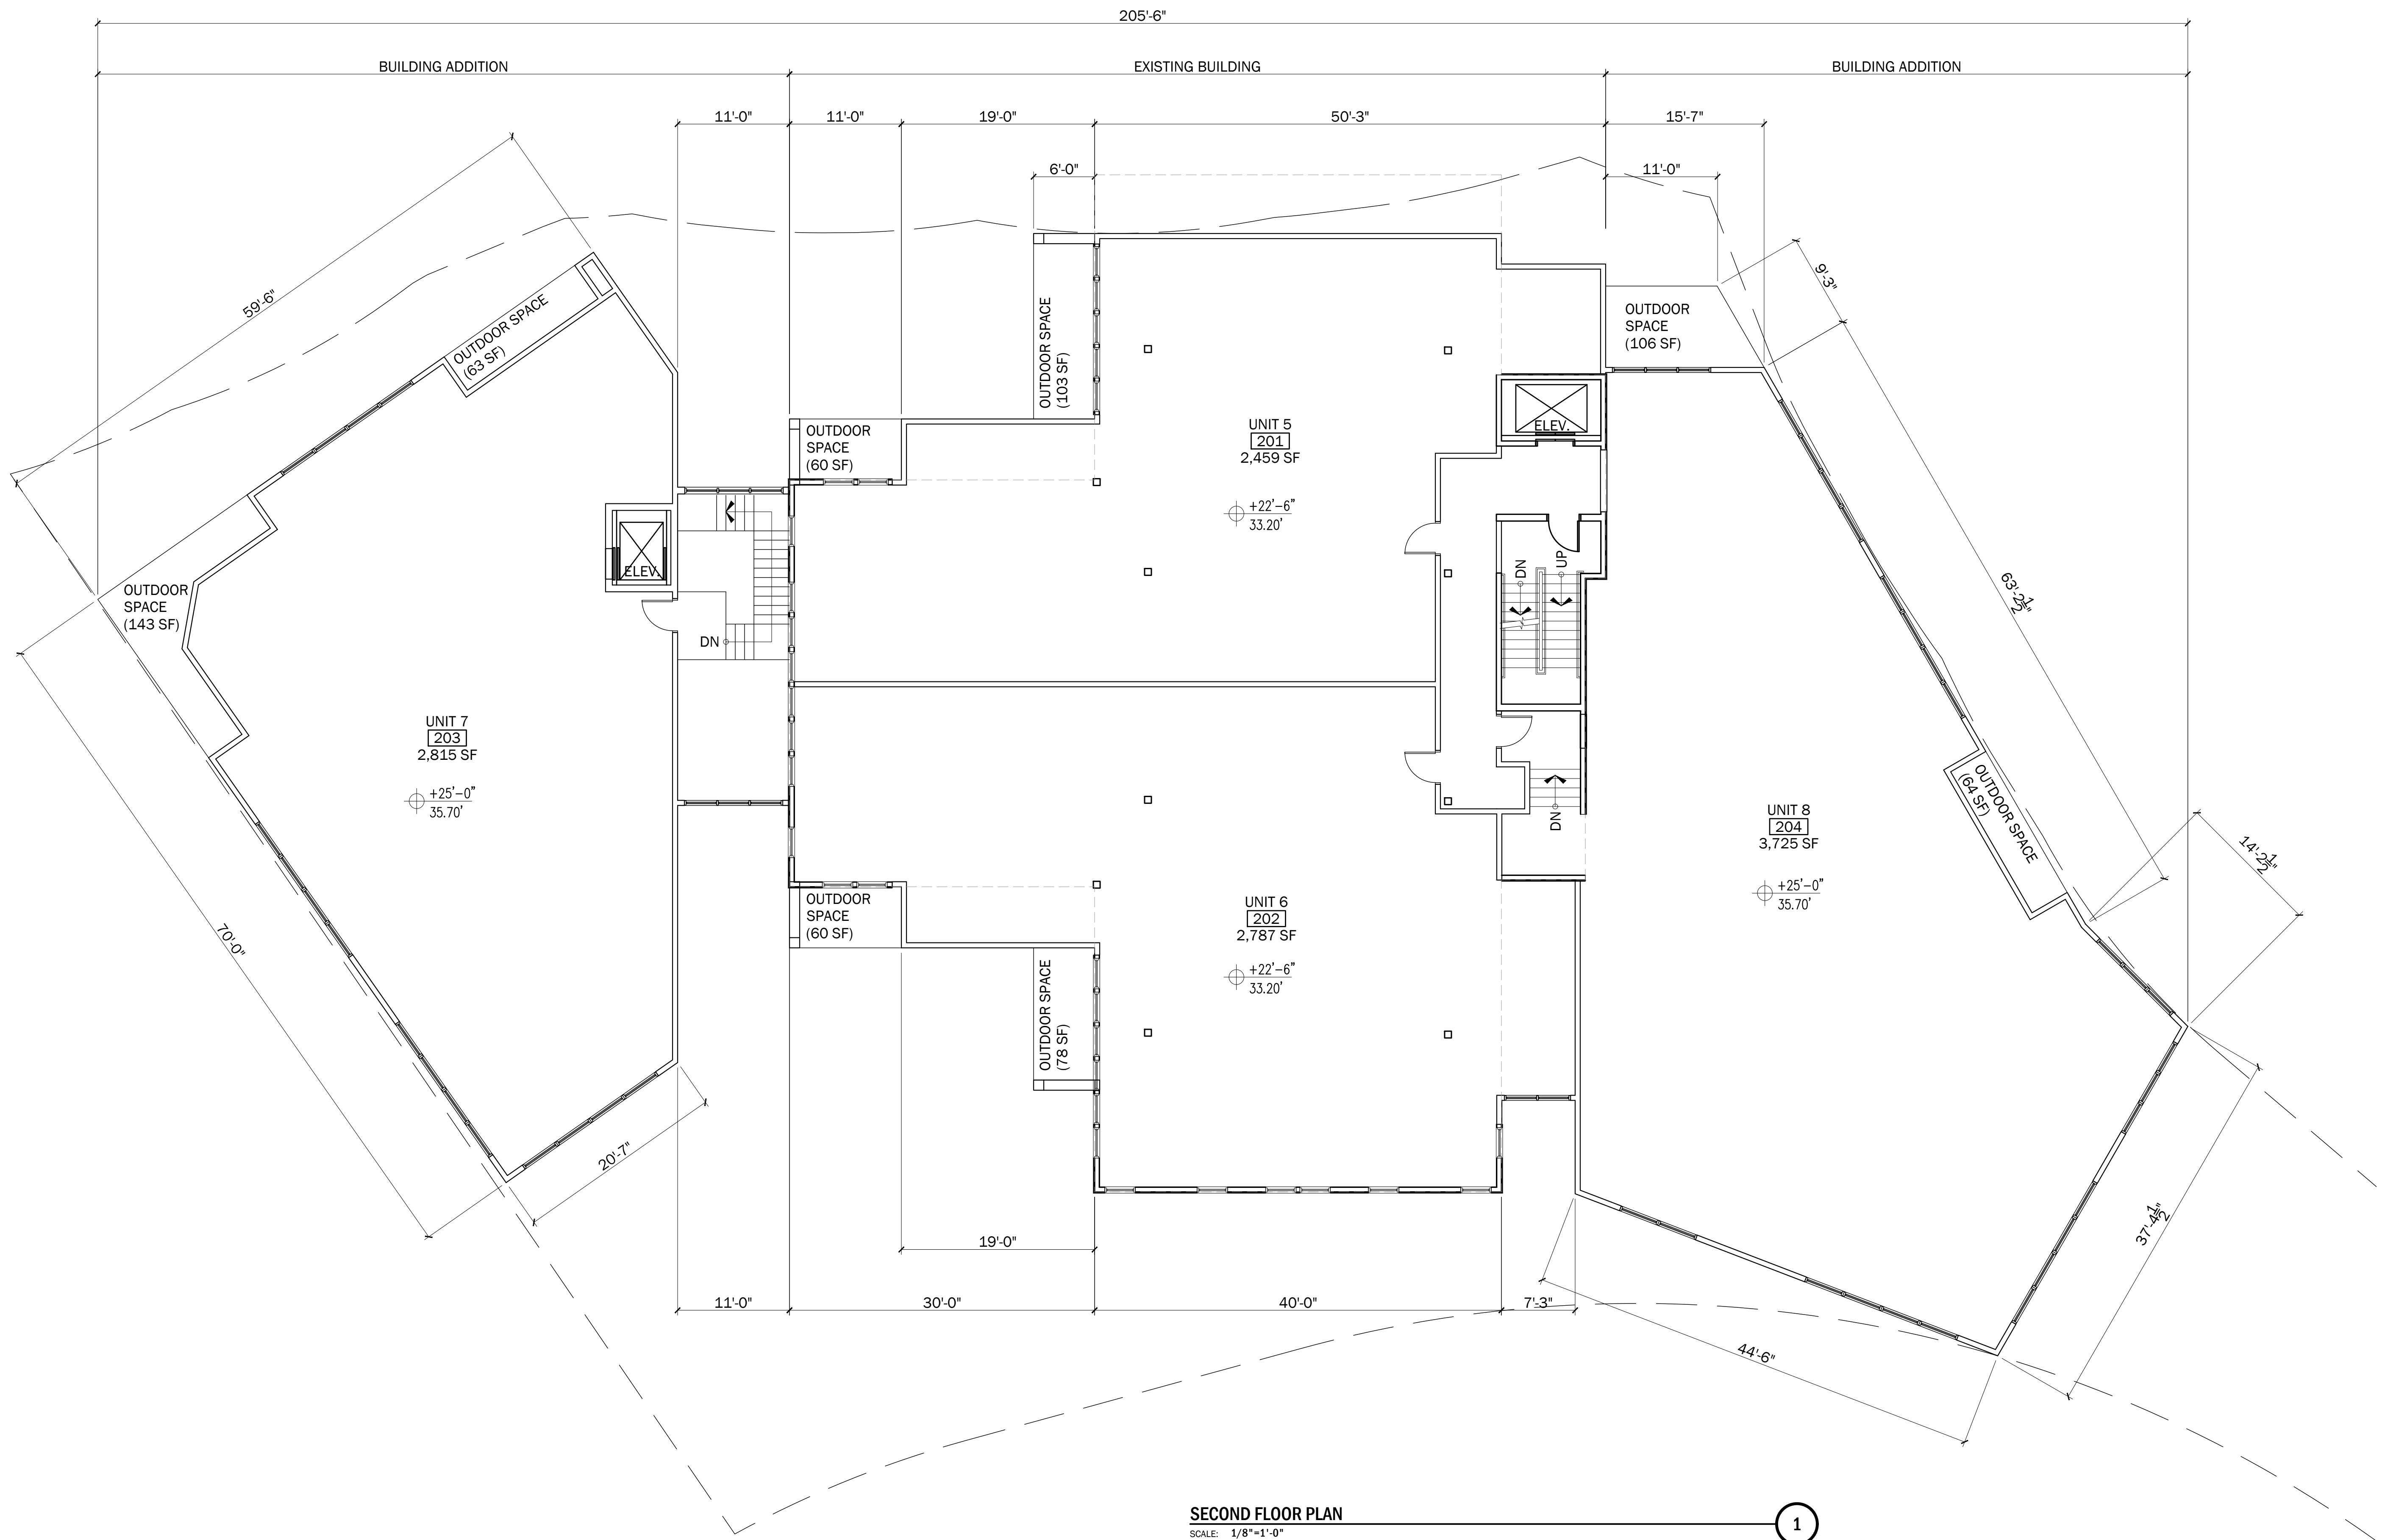 205'-6"
BUILDING ADDITION
EXISTING BUILDING
BUILDING ADDITION
11'-0"
11'-0"
19'-0"
50'-3"
15'-7"
6'-0"
11'-0"
59'-6"
9'-3"
OUTDOOR SPACE
(63 SF)
OUTDOOR SPACE
(103 SF)
OUTDOOR
SPACE
(106 SF)
OUTDOOR
SPACE
(60 SF)
UNIT 5
201
2,459 SF
ELEV.
+22'-6"
33.20'
ELEV.
DN
UP
OUTDOOR
SPACE
(143 SF)
63'-2 1/2"
DN
UNIT 7
203
2,815 SF
+25'-0"
35.70'
OUTDOOR SPACE
(64 SF)
DN
UNIT 8
204
3,725 SF
+25'-0"
35.70'
14'-2 1/2"
OUTDOOR
SPACE
(60 SF)
UNIT 6
202
2,787 SF
+22'-6"
33.20'
70'-0"
OUTDOOR SPACE
(78 SF)
20'-7"
19'-0"
37'-4 1/2"
11'-0"
30'-0"
40'-0"
7'-3"
44'-6"
SECOND FLOOR PLAN
SCALE: 1/8"=1'-0"
1